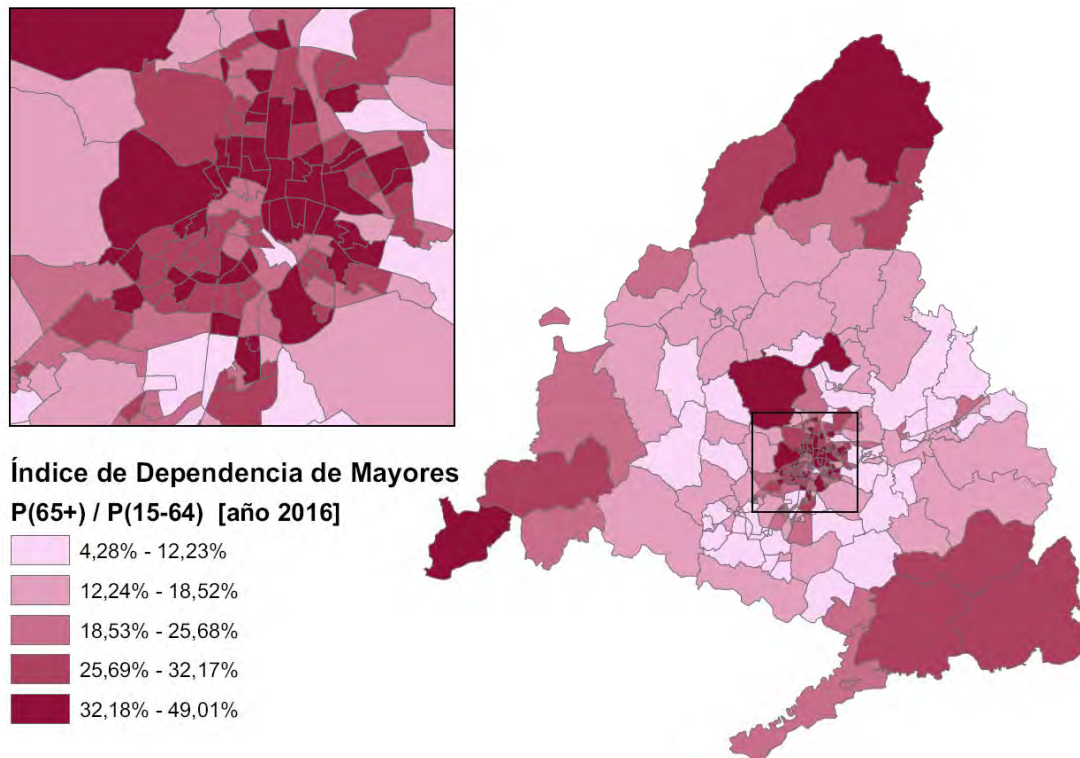 Índice de Dependencia de Mayores
P(65+) / P(15-64) [año 2016]
4,28% - 12,23%
12,24% - 18,52%
18,53% - 25,68%
25,69% - 32,17%
32,18% - 49,01%